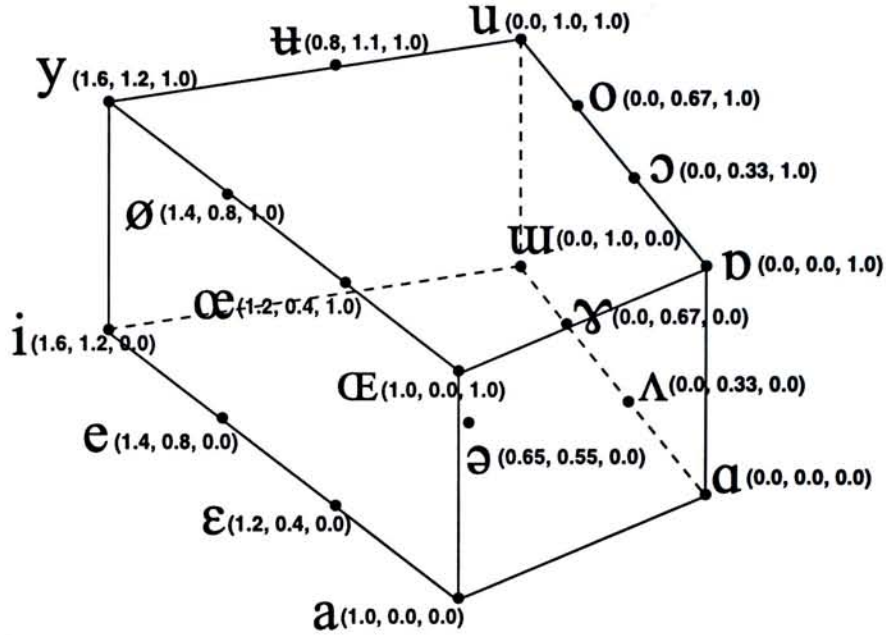 u (0.0, 1.0, 1.0)
ʉ (0.8, 1.1, 1.0)
y (1.6, 1.2, 1.0)
o (0.0, 0.67, 1.0)
ɔ (0.0, 0.33, 1.0)
ø (1.4, 0.8, 1.0)
ɯ (0.0, 1.0, 0.0)
ɒ (0.0, 0.0, 1.0)
œ (1.2, 0.4, 1.0)
ɤ (0.0, 0.67, 0.0)
i (1.6, 1.2, 0.0)
ɶ (1.0, 0.0, 1.0)
ʌ (0.0, 0.33, 0.0)
e (1.4, 0.8, 0.0)
ə (0.65, 0.55, 0.0)
ɑ (0.0, 0.0, 0.0)
ɛ (1.2, 0.4, 0.0)
a (1.0, 0.0, 0.0)